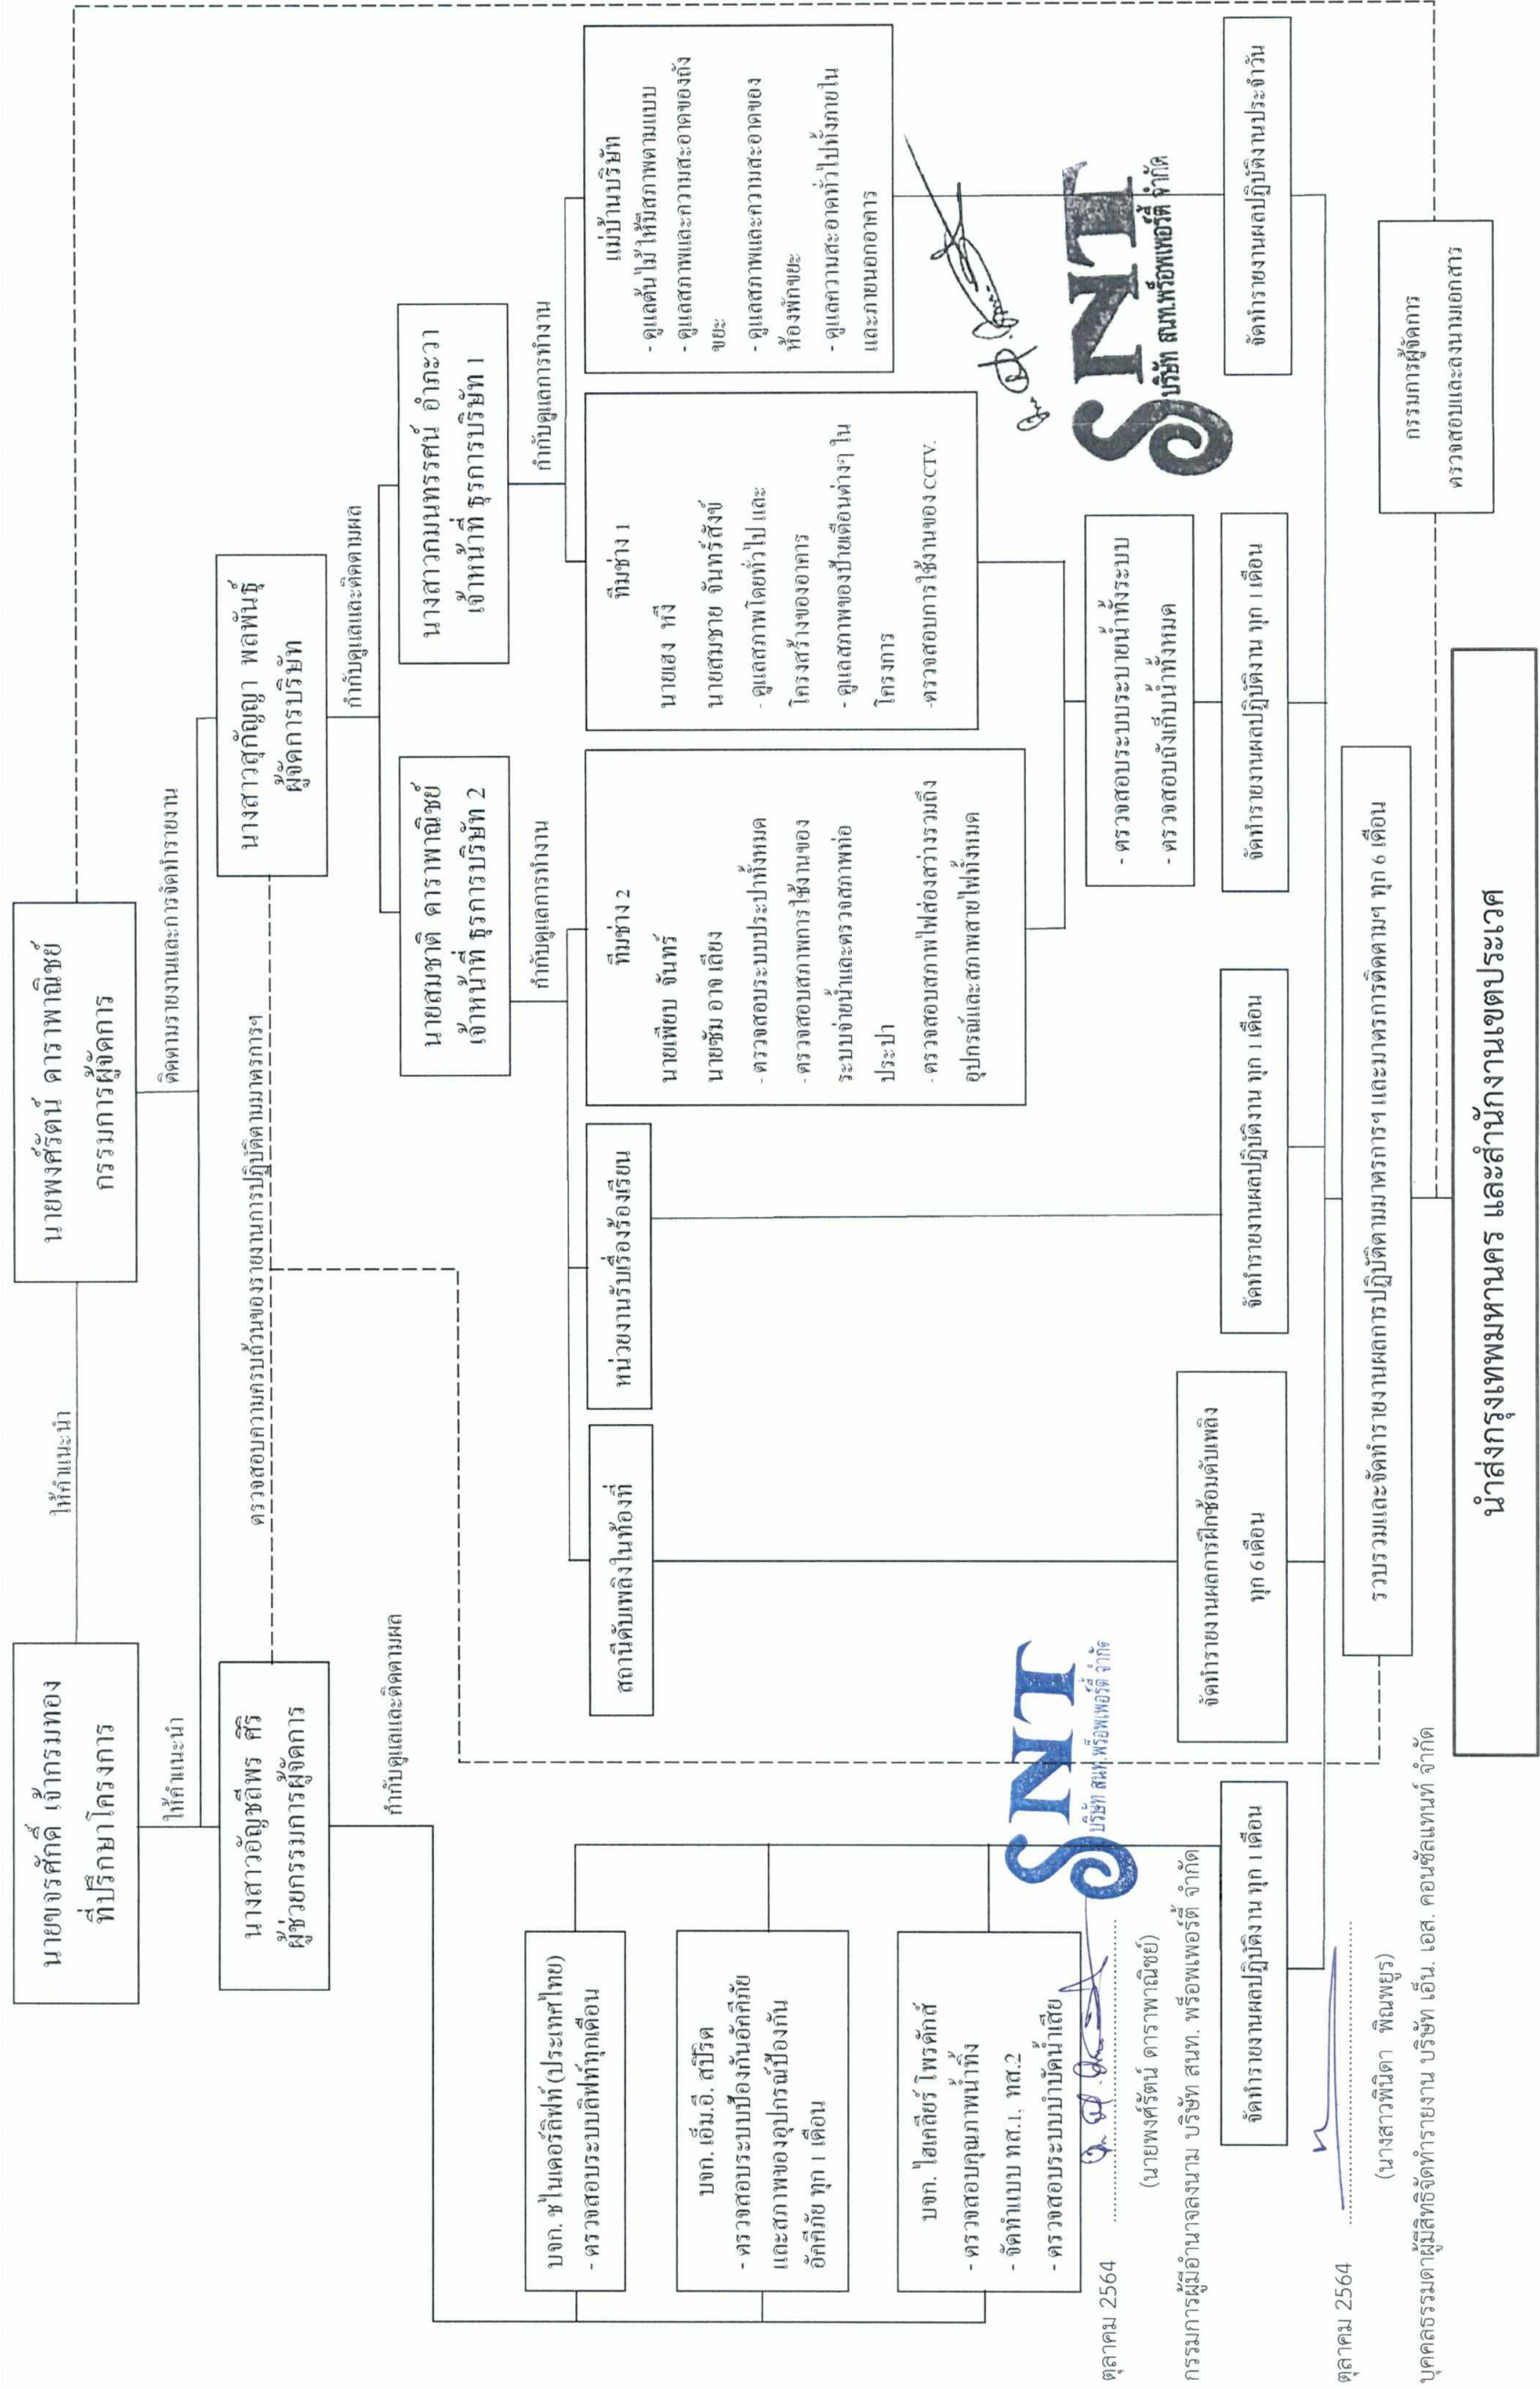 นายขจรศักดิ์ เจ้ากรมทอง
ที่ปรึกษาโครงการ
ให้คำแนะนำ
นายพงศ์รัตน์ ดาราพาณิชย์
กรรมการผู้จัดการ
ให้คำแนะนำ
ติดตามรายงานและการจัดทำรายงาน
นางสาวอัญชลีพร ศิริ
ผู้ช่วยกรรมการผู้จัดการ
ตรวจสอบความครบถ้วนของรายงานการปฏิบัติตามมาตรการฯ
นางสาวสุกัญญา พลพันธุ์
ผู้จัดการบริษัท
กำกับดูแลและติดตามผล
กำกับดูแลและติดตามผล
นายสมชาติ ดาราพาณิชย์
เจ้าหน้าที่ ธุรการบริษัท 2
นางสาวกมนทรรศน์ อำภะวา
เจ้าหน้าที่ ธุรการบริษัท 1
กำกับดูแลการทำงาน
กำกับดูแลการทำงาน
บจก. ชไนเดอร์ลิฟท์ (ประเทศไทย)
- ตรวจสอบระบบลิฟท์ทุกเดือน
บจก. เอ็ม.อี. สปิริต
- ตรวจสอบระบบป้องกันอัคคีภัย
และสภาพของอุปกรณ์ป้องกัน
อัคคีภัย ทุก 1 เดือน
บจก. ไฮเคลียร์ โพรดักส์
- ตรวจสอบคุณภาพน้ำทิ้ง
- จัดทำแบบ ทส.1, ทส.2
- ตรวจสอบระบบบำบัดน้ำเสีย
สถานีดับเพลิงในท้องที่
หน่วยงานรับเรื่องร้องเรียน
ทีมช่าง 2
นายเพียบ จันทร์
นายซัม อาจ เลียง
- ตรวจสอบระบบประปาทั้งหมด
- ตรวจสอบสภาพการใช้งานของ
ระบบจ่ายน้ำและตรวจสภาพท่อ
ประปา
- ตรวจสอบสภาพไฟส่องสว่างรวมถึง
อุปกรณ์และสภาพสายไฟทั้งหมด
ทีมช่าง 1
นายเฮง หงี
นายสมชาย จันทร์สังข์
- ดูแลสภาพโดยทั่วไป และ
โครงสร้างของอาคาร
- ดูแลสภาพของป้ายเตือนต่างๆ ใน
โครงการ
-ตรวจสอบการใช้งานของ CCTV.
แม่บ้านบริษัท
- ดูแลต้นไม้ ให้มีสภาพตามแบบ
- ดูแลสภาพและความสะอาดของถัง
ขยะ
- ดูแลสภาพและความสะอาดของ
ห้องพักขยะ
- ดูแลความสะอาดทั่วไปทั้งภายใน
และภายนอกอาคาร
- ตรวจสอบระบบระบายน้ำทั้งระบบ
- ตรวจสอบถังเก็บน้ำทั้งหมด
SNT
บริษัท สนท.พร็อพเพอร์ตี้ จำกัด
SNT
บริษัท สนท.พร็อพเพอร์ตี้ จำกัด
จัดทำรายงานผลปฏิบัติงาน ทุก 1 เดือน
จัดทำรายงานผลการฝึกซ้อมดับเพลิง
ทุก 6 เดือน
จัดทำรายงานผลปฏิบัติงาน ทุก 1 เดือน
จัดทำรายงานผลปฏิบัติงาน ทุก 1 เดือน
จัดทำรายงานผลปฏิบัติงานประจำวัน
รวบรวมและจัดทำรายงานผลการปฏิบัติตามมาตรการฯ และมาตรการติดตามฯ ทุก 6 เดือน
กรรมการผู้จัดการ
ตรวจสอบและลงนามเอกสาร
นำส่งกรุงเทพมหานคร และสำนักงานเขตประเวศ
ตุลาคม 2564
(นายพงศ์รัตน์ ดาราพาณิชย์)
กรรมการผู้มีอำนาจลงนาม บริษัท สนท. พร็อพเพอร์ตี้ จำกัด
ตุลาคม 2564
(นางสาวพนิดา พิณพยูร)
บุคคลธรรมดาผู้มีสิทธิจัดทำรายงาน บริษัท เอ็น. เอส. คอนซัลแทนท์ จำกัด